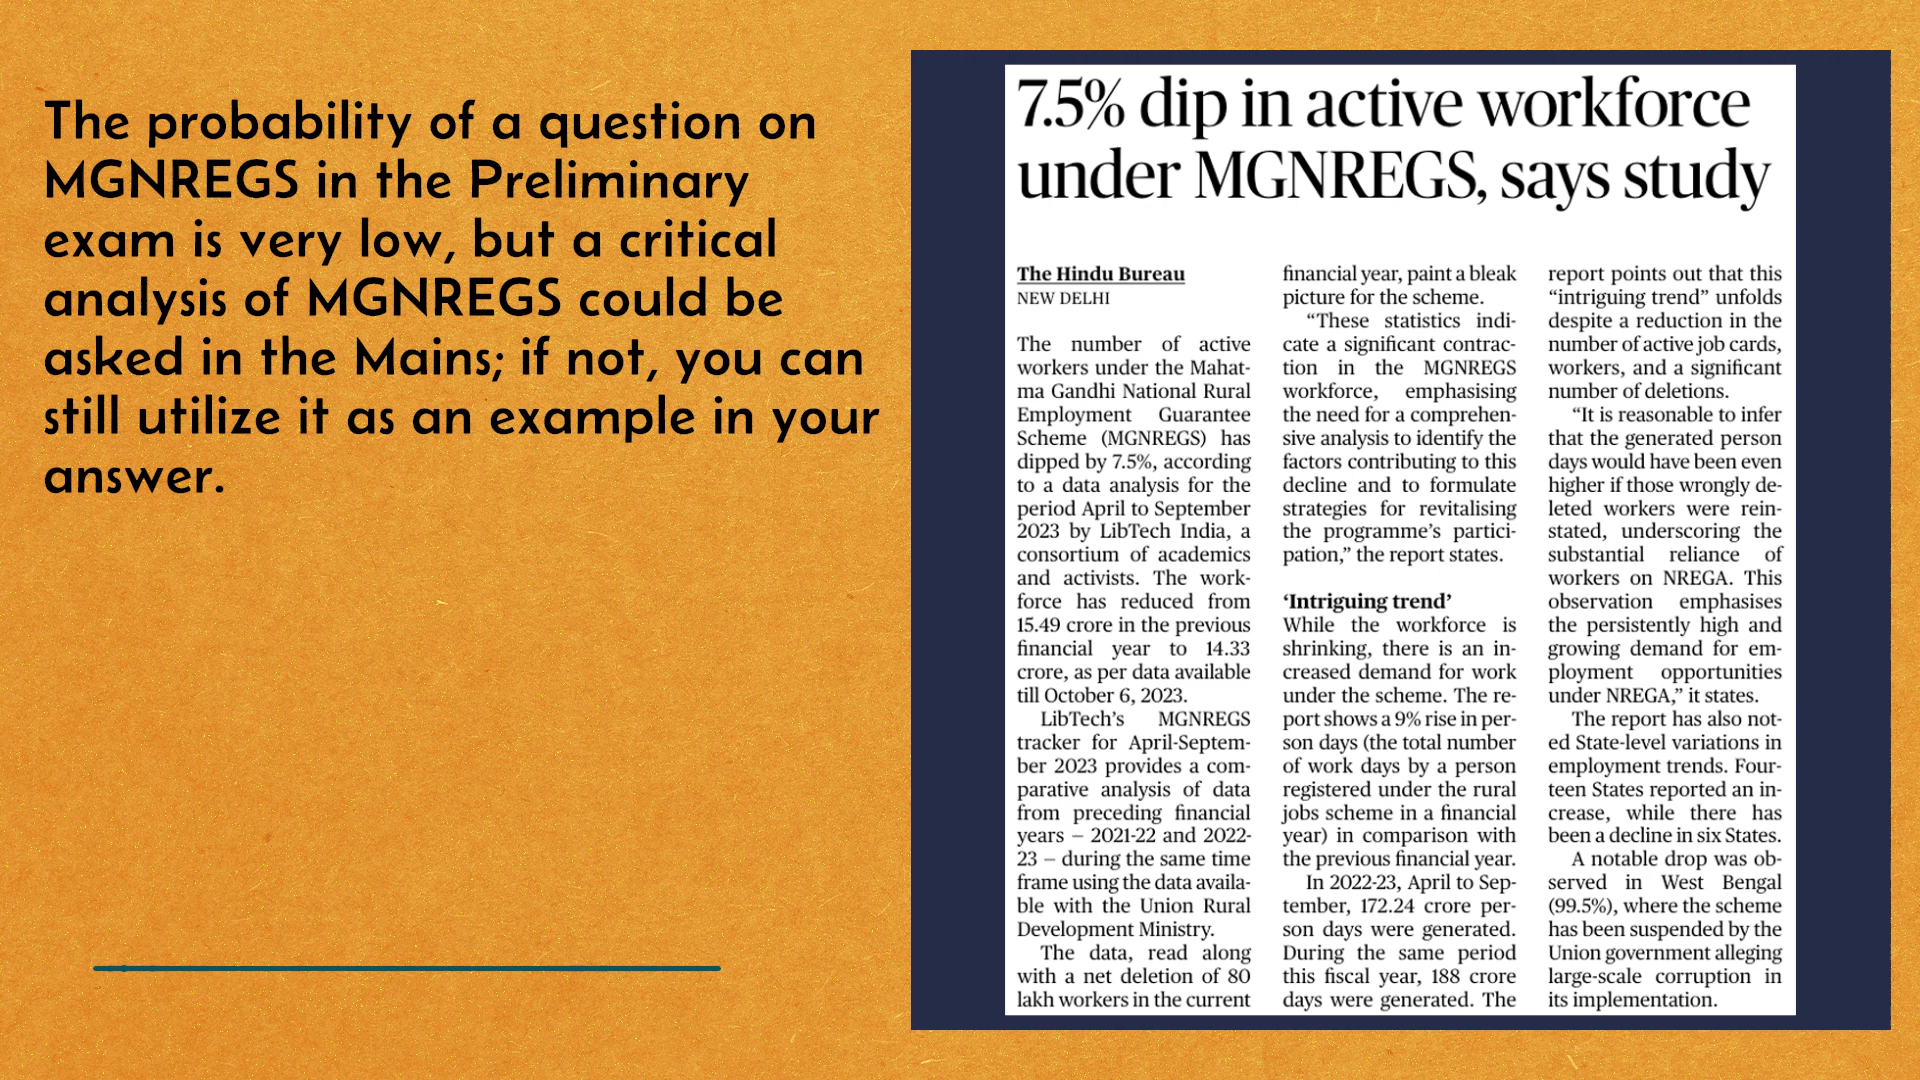 The probability of a question on
MGNREGS in the Preliminary
exam is very low, but a critical
analysis of MGNREGS could be
asked in the Mains; if not, you can
still utilize it as an example in your
answer.
7.5% dip in active workforce
under MGNREGS, says study
The Hindu Bureau
NEW DELHI
The number of active
workers under the Mahat-
ma Gandhi National Rural
Employment Guarantee
Scheme (MGNREGS) has
dipped by 7.5%, according
to a data analysis for the
period April to September
2023 by LibTech India, a
consortium of academics
and activists. The work-
force has reduced from
15.49 crore in the previous
financial year to 14.33
crore, as per data available
till October 6, 2023.
LibTech’s MGNREGS
tracker for April-Septem-
ber 2023 provides a com-
parative analysis of data
from preceding financial
years – 2021-22 and 2022-
23 – during the same time
frame using the data availa-
ble with the Union Rural
Development Ministry.
The data, read along
with a net deletion of 80
lakh workers in the current
financial year, paint a bleak
picture for the scheme.
“These statistics indi-
cate a significant contrac-
tion in the MGNREGS
workforce, emphasising
the need for a comprehen-
sive analysis to identify the
factors contributing to this
decline and to formulate
strategies for revitalising
the programme’s partici-
pation,” the report states.
‘Intriguing trend’
While the workforce is
shrinking, there is an in-
creased demand for work
under the scheme. The re-
port shows a 9% rise in per-
son days (the total number
of work days by a person
registered under the rural
jobs scheme in a financial
year) in comparison with
the previous financial year.
In 2022-23, April to Sep-
tember, 172.24 crore per-
son days were generated.
During the same period
this fiscal year, 188 crore
days were generated. The
report points out that this
“intriguing trend” unfolds
despite a reduction in the
number of active job cards,
workers, and a significant
number of deletions.
“It is reasonable to infer
that the generated person
days would have been even
higher if those wrongly de-
leted workers were rein-
stated, underscoring the
substantial reliance of
workers on NREGA. This
observation emphasises
the persistently high and
growing demand for em-
ployment opportunities
under NREGA,” it states.
The report has also not-
ed State-level variations in
employment trends. Four-
teen States reported an in-
crease, while there has
been a decline in six States.
A notable drop was ob-
served in West Bengal
(99.5%), where the scheme
has been suspended by the
Union government alleging
large-scale corruption in
its implementation.